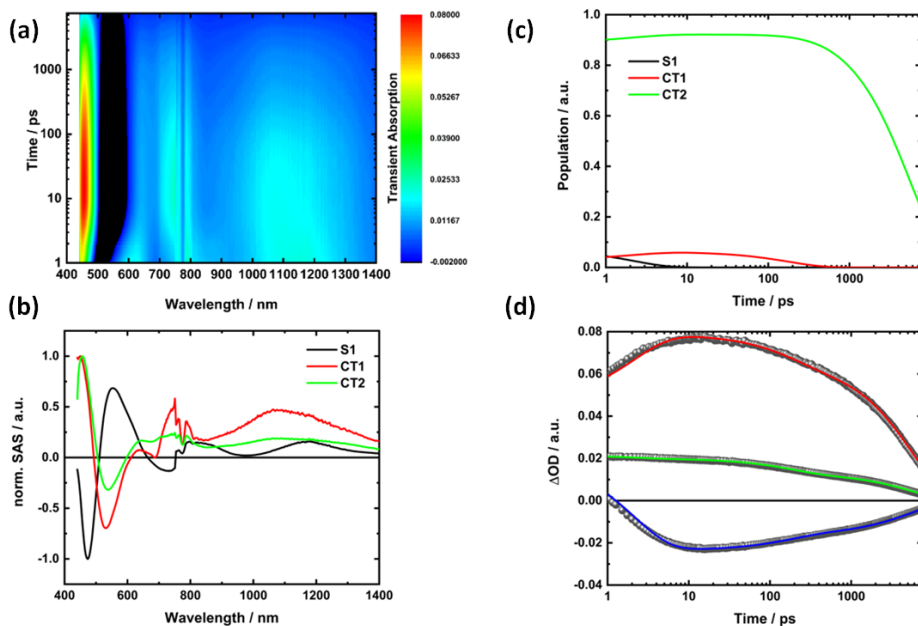 (a)
Time / ps
1000
100
10
1
400 500 600 700 800 900 1000 1100 1200 1300 1400
Wavelength / nm
Transient Absorption
0.08000
0.06633
0.05267
0.03900
0.02533
0.01167
-0.002000
(b)
norm. SAS / a.u.
1.0
0.5
0.0
-0.5
-1.0
S1
CT1
CT2
400 600 800 1000 1200 1400
Wavelength / nm
(c)
Population / a.u.
1.0
0.8
0.6
0.4
0.2
0.0
S1
CT1
CT2
1 10 100 1000
Time / ps
(d)
ΔOD / a.u.
0.08
0.06
0.04
0.02
0.00
-0.02
-0.04
1 10 100 1000
Time / ps